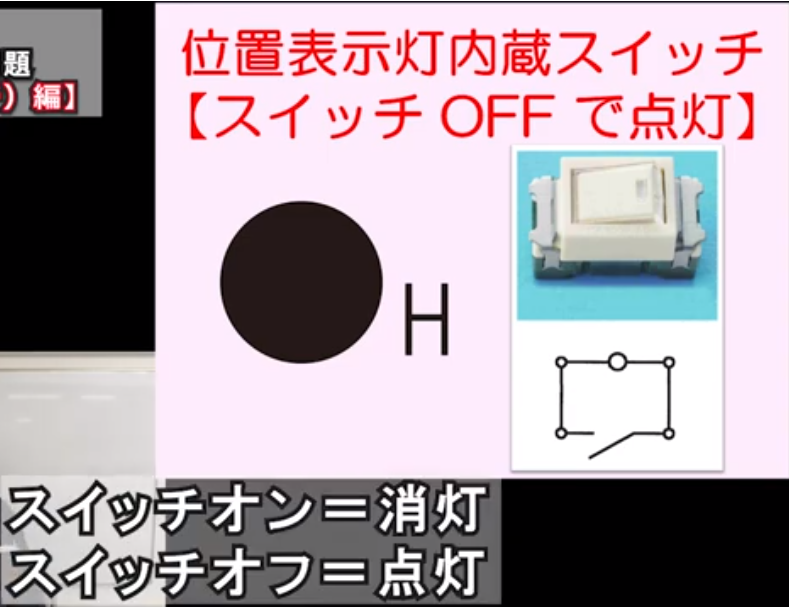 題
）編】
位置表示灯内蔵スイッチ
【スイッチ OFF で点灯】
H
スイッチオン＝消灯
スイッチオフ＝点灯